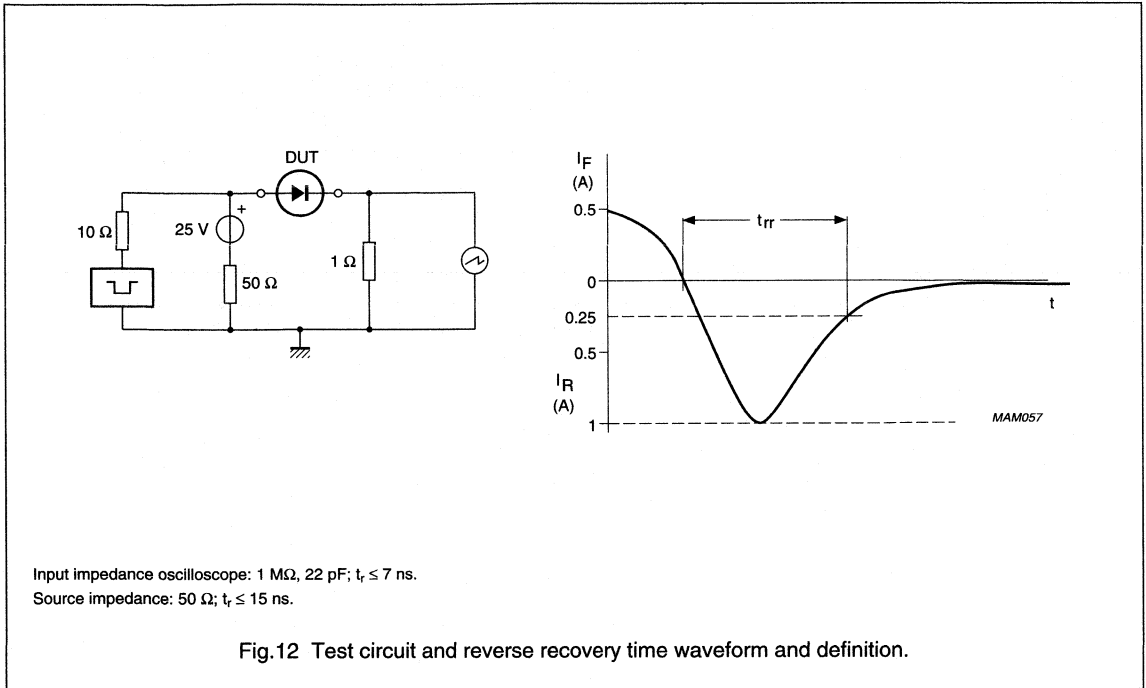 DUT
+
10 Ω
25 V
50 Ω
1 Ω
I_F
(A)
0.5
t_rr
0
t
0.25
0.5
I_R
(A)
1
MAM057
Input impedance oscilloscope: 1 MΩ, 22 pF; t_r ≤ 7 ns.
Source impedance: 50 Ω; t_r ≤ 15 ns.
Fig.12 Test circuit and reverse recovery time waveform and definition.